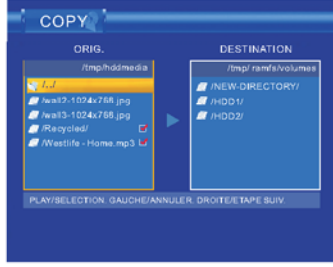 COPY
ORIG.
/tmp/hddmedia
/../
/wall2-1024x768.jpg
/wall3-1024x768.jpg
/Recycled/
/Westlife - Home.mp3
DESTINATION
/tmp/ ramfs/volumes
/NEW-DIRECTORY/
/HDD1/
/HDD2/
PLAY/SELECTION. GAUCHE/ANNULER. DROITE/ETAPE SUIV.